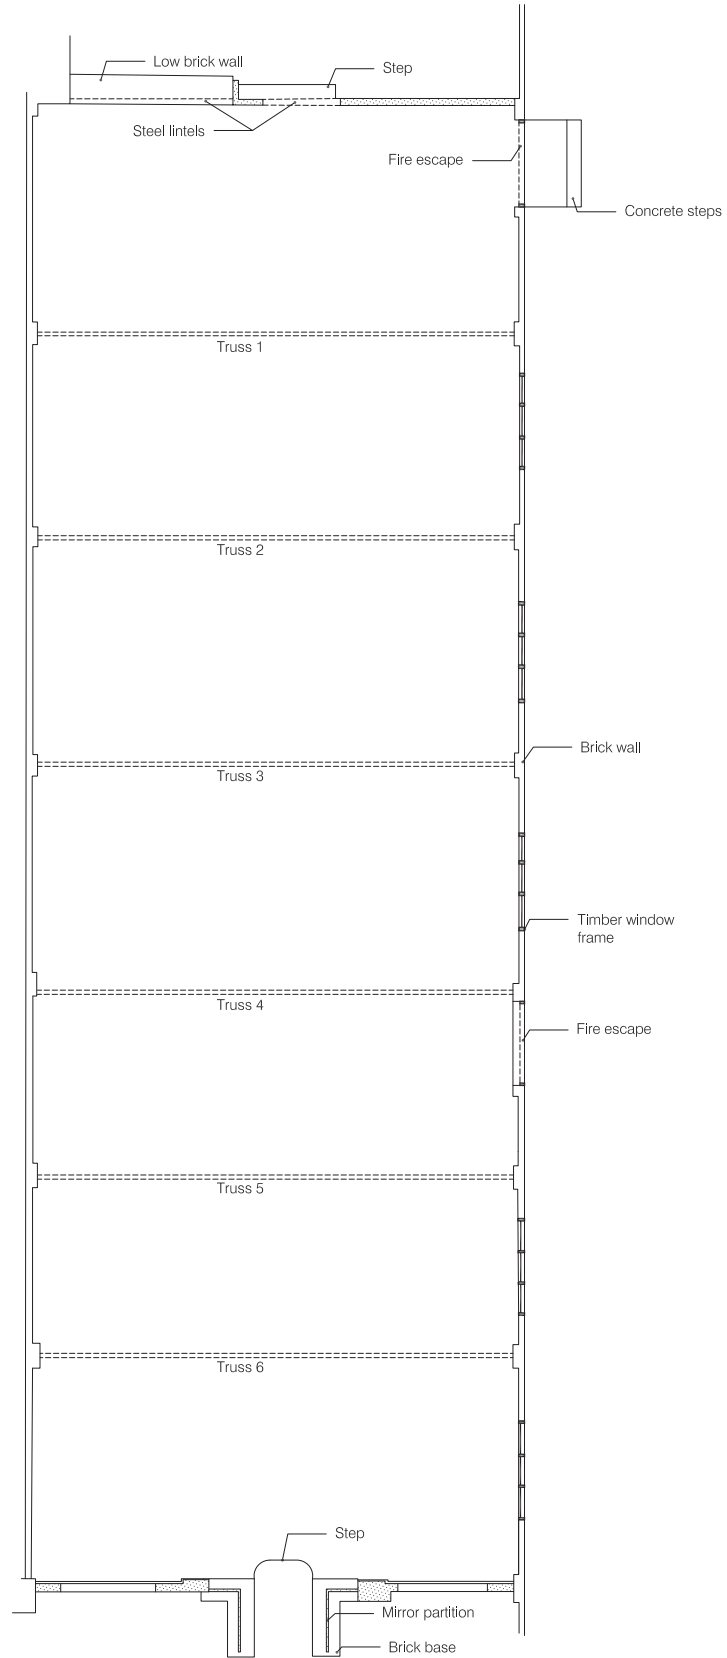 Low brick wall
Step
Steel lintels
Fire escape
Concrete steps
Truss 1
Truss 2
Brick wall
Truss 3
Timber window
frame
Truss 4
Fire escape
Truss 5
Truss 6
Step
Mirror partition
Brick base